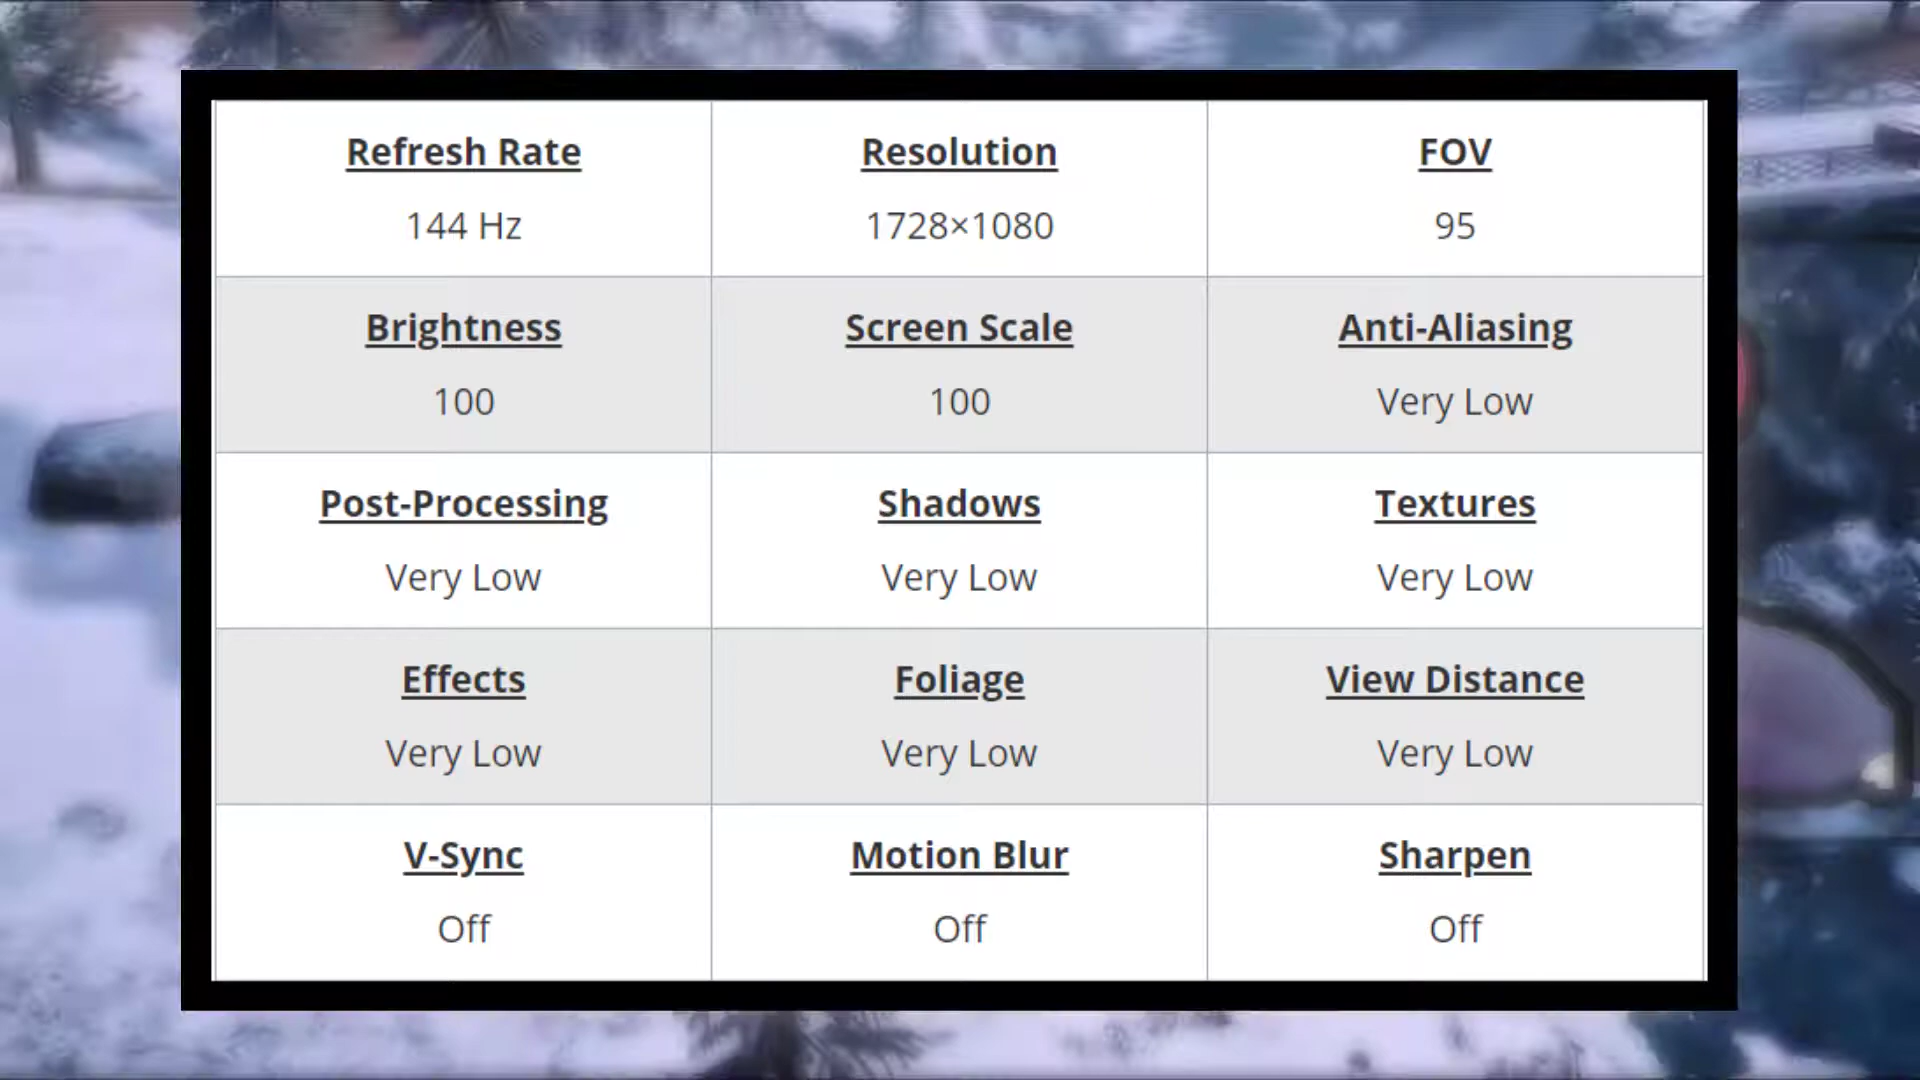 Refresh Rate Resolution FOV
144 Hz 1728×1080 95
Brightness Screen Scale Anti-Aliasing
100 100 Very Low
Post-Processing Shadows Textures
Very Low Very Low Very Low
Effects Foliage View Distance
Very Low Very Low Very Low
V-Sync Motion Blur Sharpen
Off Off Off